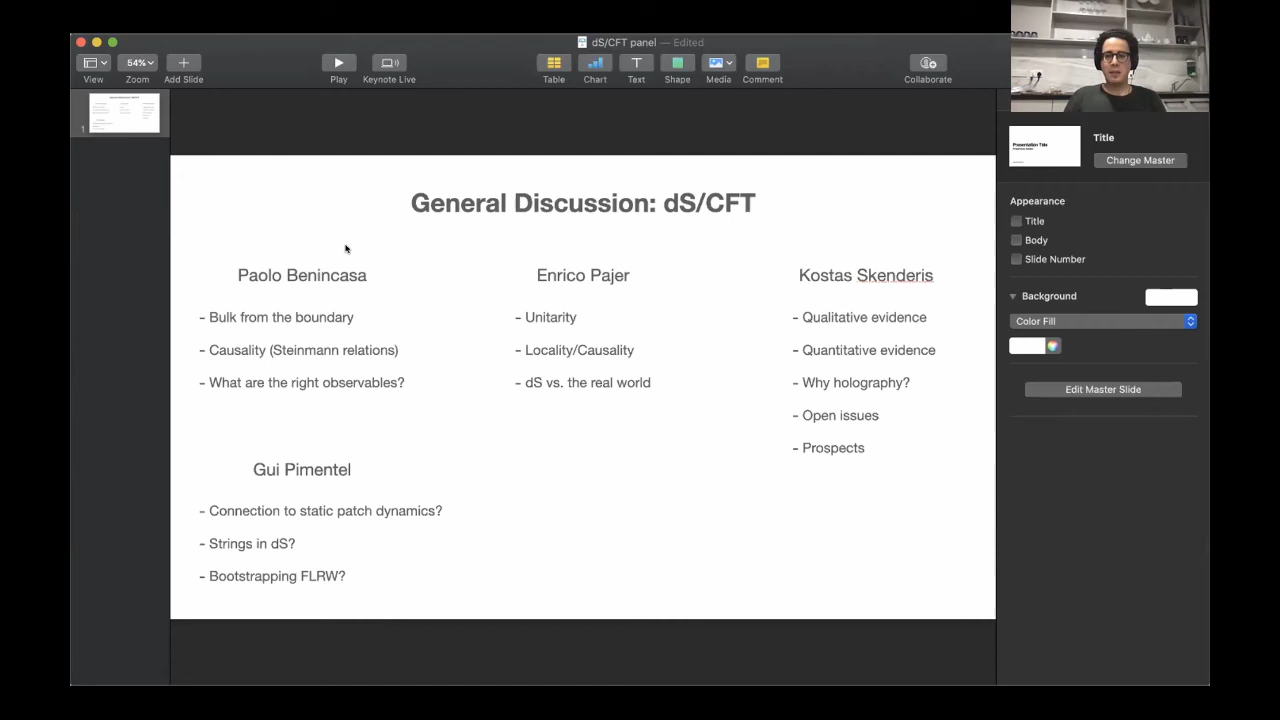 dS/CFT panel — Edited
54%
View
Zoom
Add Slide
Play
Keynote Live
Table
Chart
Text
Shape
Media
Comment
Collaborate
1
General Discussion: dS/CFT
Paolo Benincasa
- Bulk from the boundary
- Causality (Steinmann relations)
- What are the right observables?
Enrico Pajer
- Unitarity
- Locality/Causality
- dS vs. the real world
Kostas Skenderis
- Qualitative evidence
- Quantitative evidence
- Why holography?
- Open issues
- Prospects
Gui Pimentel
- Connection to static patch dynamics?
- Strings in dS?
- Bootstrapping FLRW?
Presentation Title
Title
Change Master
Appearance
Title
Body
Slide Number
Background
Color Fill
Edit Master Slide